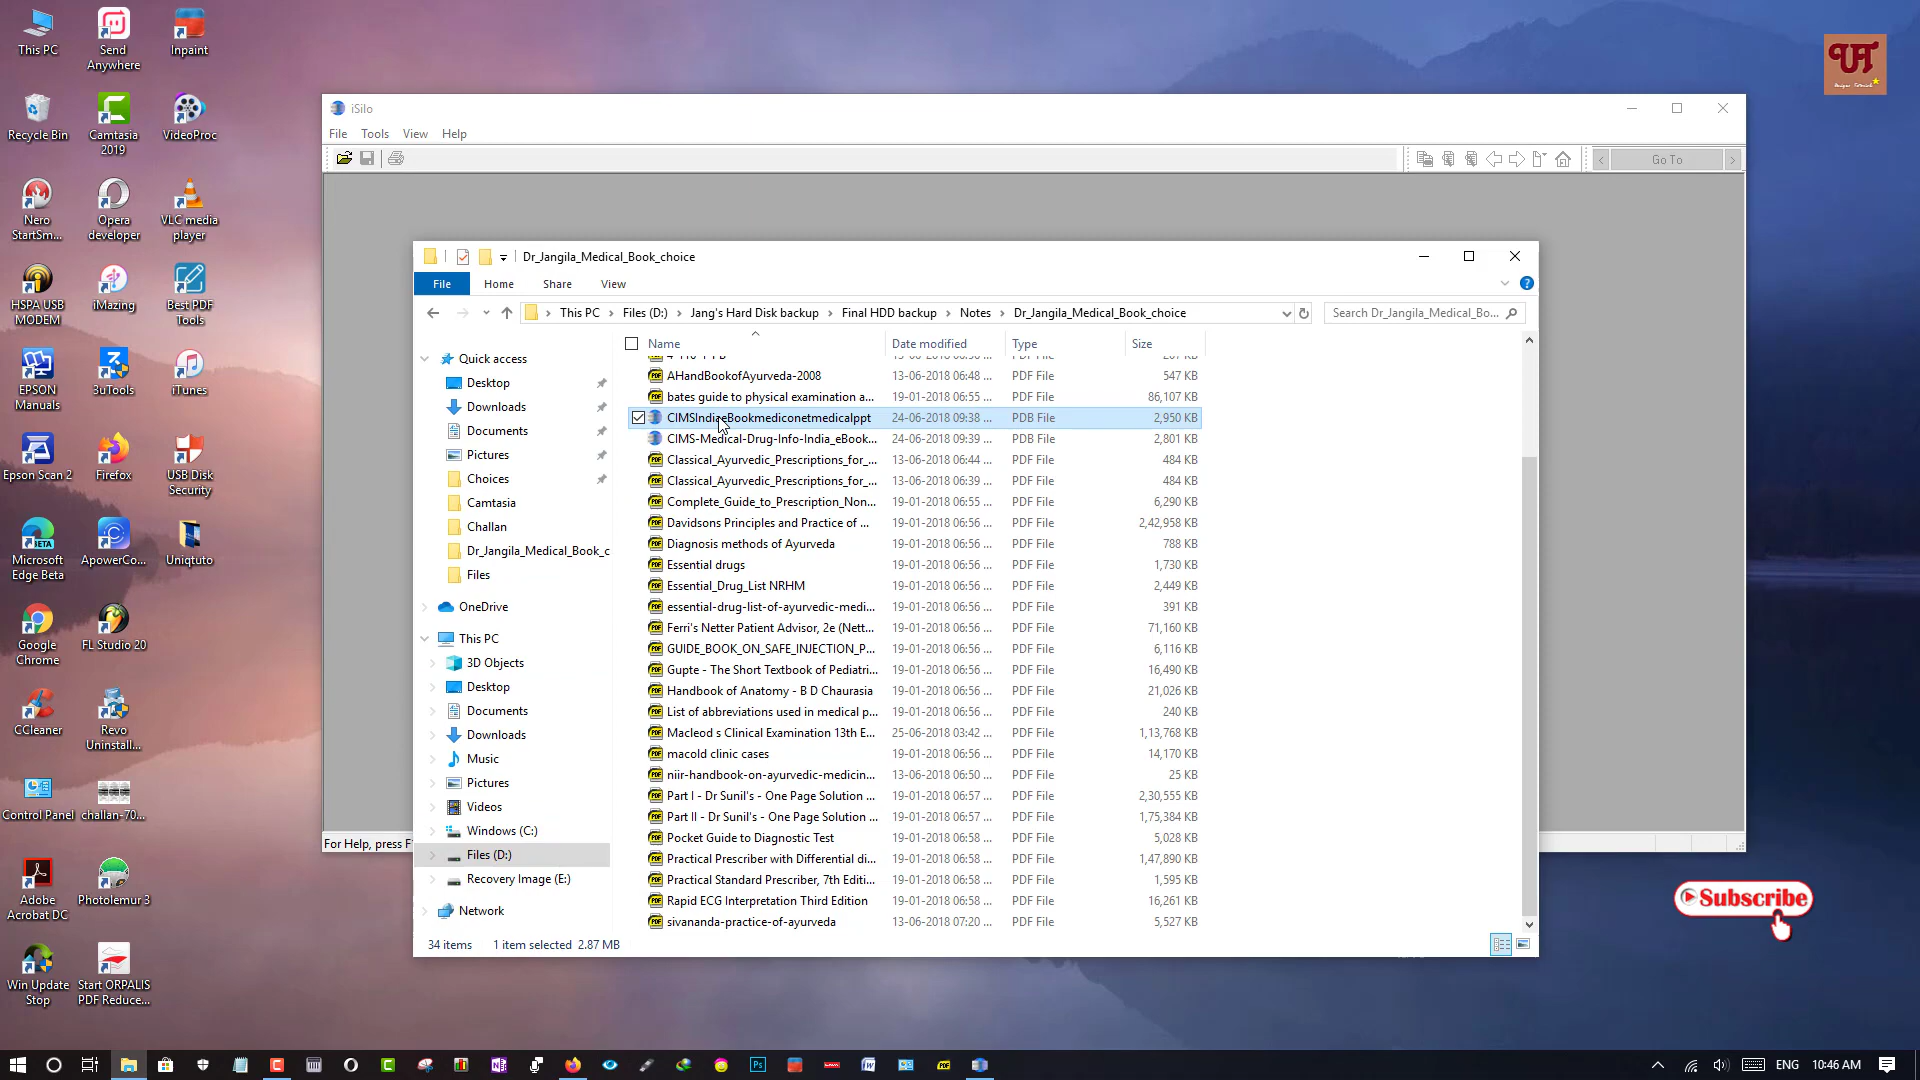 This PC
Send
Anywhere
Inpaint
Recycle Bin
Camtasia
2019
VideoProc
Nero
StartSm...
Opera
developer
VLC media
player
HSPA USB
MODEM
iMazing
Best PDF
Tools
EPSON
Manuals
3uTools
iTunes
Epson Scan 2
Firefox
USB Disk
Security
Microsoft
Edge Beta
ApowerCo...
Uniqtuto
Google
Chrome
FL Studio 20
CCleaner
Revo
Uninstall...
Control Panel
challan-70...
Adobe
Acrobat DC
Photolemur 3
Win Update
Stop
Start ORPALIS
PDF Reduce...
iSilo
File Tools View Help
Go To
Dr_Jangila_Medical_Book_choice
File Home Share View
This PC > Files (D:) > Jang's Hard Disk backup > Final HDD backup > Notes > Dr_Jangila_Medical_Book_choice
Search Dr_Jangila_Medical_Bo...
Quick access
Desktop
Downloads
Documents
Pictures
Choices
Camtasia
Challan
Dr_Jangila_Medical_Book_c
Files
OneDrive
This PC
3D Objects
Desktop
Documents
Downloads
Music
Pictures
Videos
Windows (C:)
Files (D:)
Recovery Image (E:)
Network
Name Date modified Type Size
AHandBookofAyurveda-2008 13-06-2018 06:48 ... PDF File 547 KB
bates guide to physical examination a... 19-01-2018 06:55 ... PDF File 86,107 KB
CIMSIndiaeBookmediconetmedicalppt 24-06-2018 09:38 ... PDB File 2,950 KB
CIMS-Medical-Drug-Info-India_eBook... 24-06-2018 09:39 ... PDB File 2,801 KB
Classical_Ayurvedic_Prescriptions_for_... 13-06-2018 06:44 ... PDF File 484 KB
Classical_Ayurvedic_Prescriptions_for_... 13-06-2018 06:39 ... PDF File 484 KB
Complete_Guide_to_Prescription_Non... 19-01-2018 06:55 ... PDF File 6,290 KB
Davidsons Principles and Practice of ... 19-01-2018 06:56 ... PDF File 2,42,958 KB
Diagnosis methods of Ayurveda 19-01-2018 06:56 ... PDF File 788 KB
Essential drugs 19-01-2018 06:56 ... PDF File 1,730 KB
Essential_Drug_List NRHM 19-01-2018 06:56 ... PDF File 2,449 KB
essential-drug-list-of-ayurvedic-medi... 19-01-2018 06:56 ... PDF File 391 KB
Ferri's Netter Patient Advisor, 2e (Nett... 19-01-2018 06:56 ... PDF File 71,160 KB
GUIDE_BOOK_ON_SAFE_INJECTION_P... 19-01-2018 06:56 ... PDF File 6,116 KB
Gupte - The Short Textbook of Pediatri... 19-01-2018 06:56 ... PDF File 16,490 KB
Handbook of Anatomy - B D Chaurasia 19-01-2018 06:56 ... PDF File 21,026 KB
List of abbreviations used in medical p... 19-01-2018 06:56 ... PDF File 240 KB
Macleod s Clinical Examination 13th E... 25-06-2018 03:42 ... PDF File 1,13,768 KB
macold clinic cases 19-01-2018 06:56 ... PDF File 14,170 KB
niir-handbook-on-ayurvedic-medicin... 13-06-2018 06:50 ... PDF File 25 KB
Part I - Dr Sunil's - One Page Solution ... 19-01-2018 06:57 ... PDF File 2,30,555 KB
Part II - Dr Sunil's - One Page Solution ... 19-01-2018 06:57 ... PDF File 1,75,384 KB
Pocket Guide to Diagnostic Test 19-01-2018 06:58 ... PDF File 5,028 KB
Practical Prescriber with Differential di... 19-01-2018 06:58 ... PDF File 1,47,890 KB
Practical Standard Prescriber, 7th Editi... 19-01-2018 06:58 ... PDF File 1,595 KB
Rapid ECG Interpretation Third Edition 19-01-2018 06:58 ... PDF File 16,261 KB
sivananda-practice-of-ayurveda 13-06-2018 07:20 ... PDF File 5,527 KB
34 items 1 item selected 2.87 MB
For Help, press F
UT
Subscribe
ENG 10:46 AM